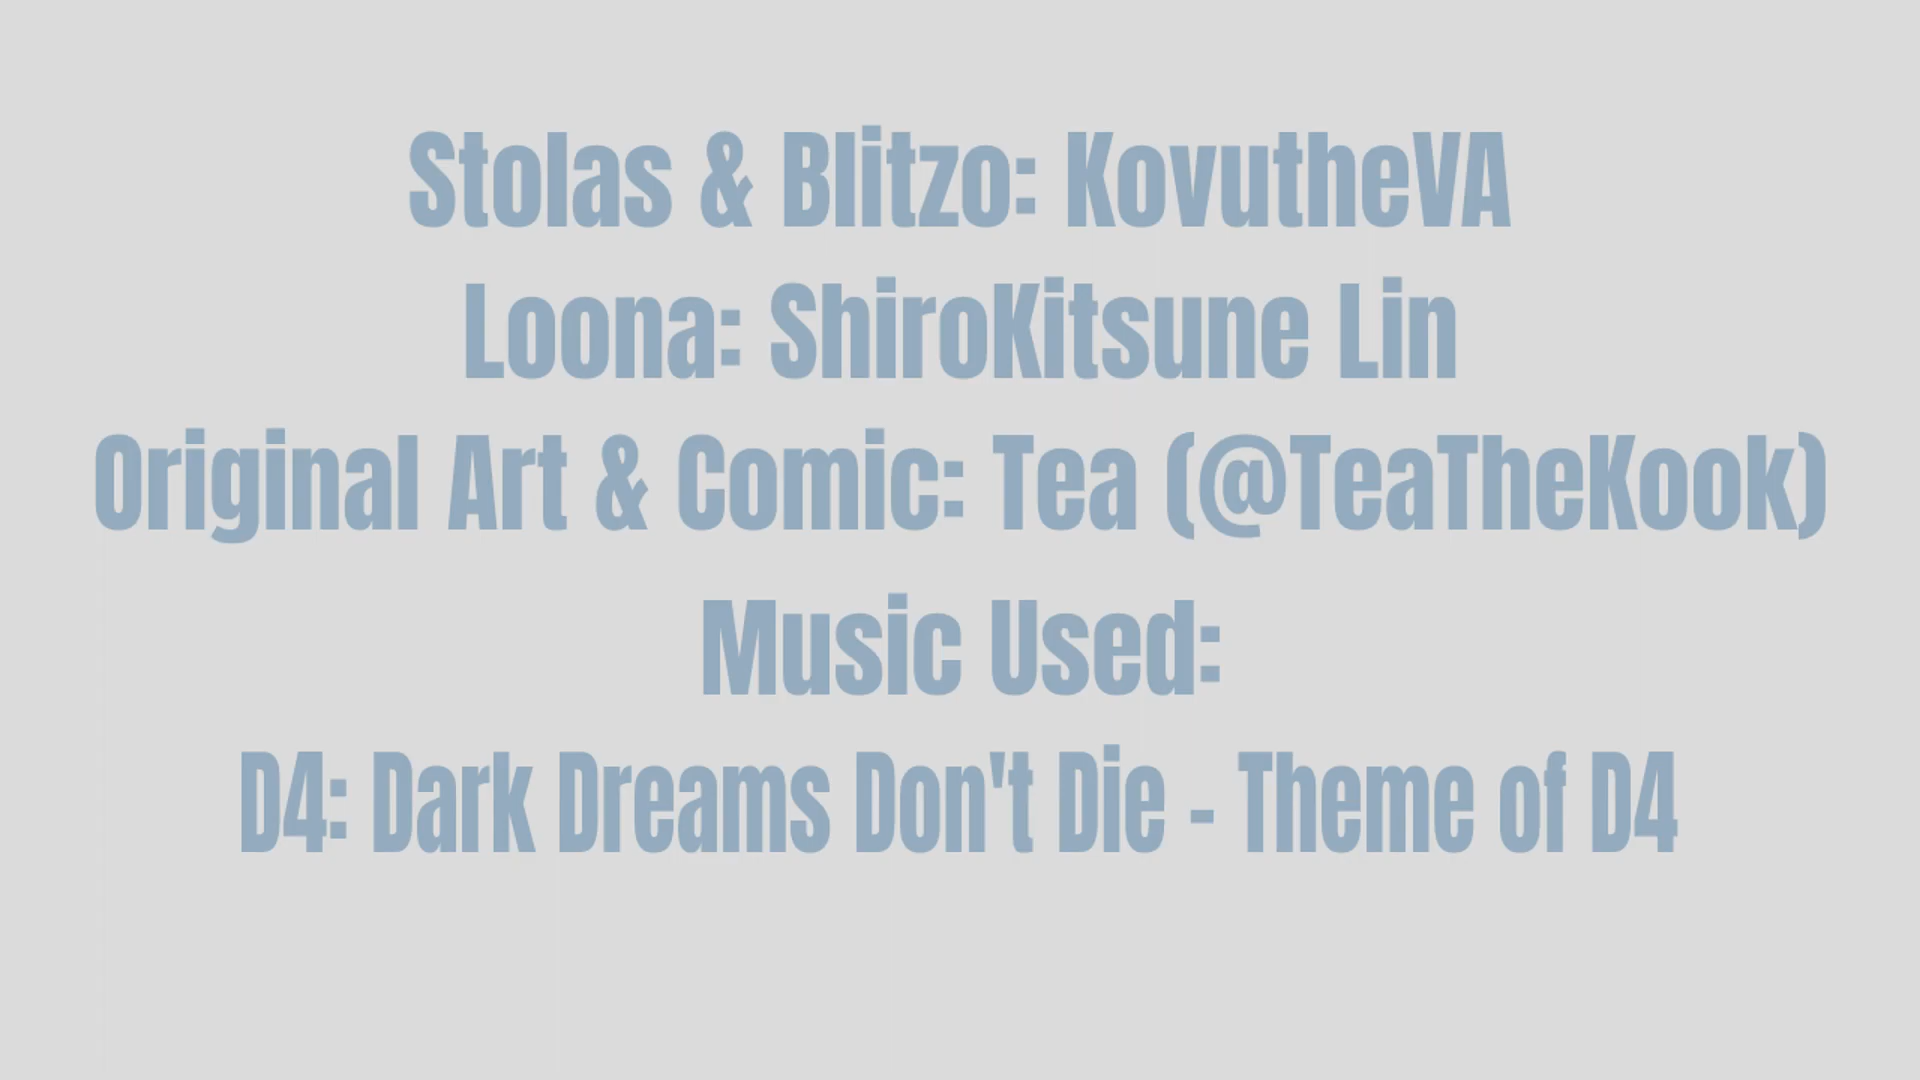 Stolas & Blitzo: KovutheVA
Loona: ShiroKitsune Lin
Original Art & Comic: Tea (@TeaTheKook)
Music Used:
D4: Dark Dreams Don't Die - Theme of D4